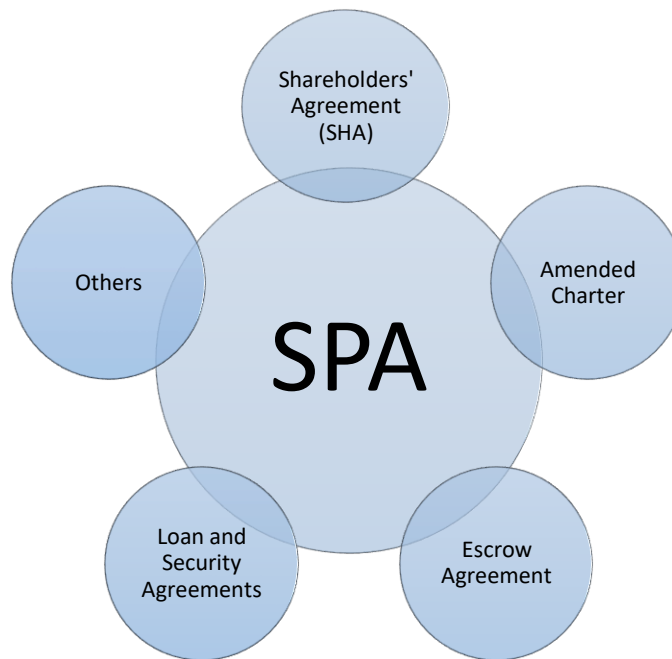 Shareholders'
Agreement
(SHA)
Others
Amended
Charter
SPA
Loan and
Security
Agreements
Escrow
Agreement